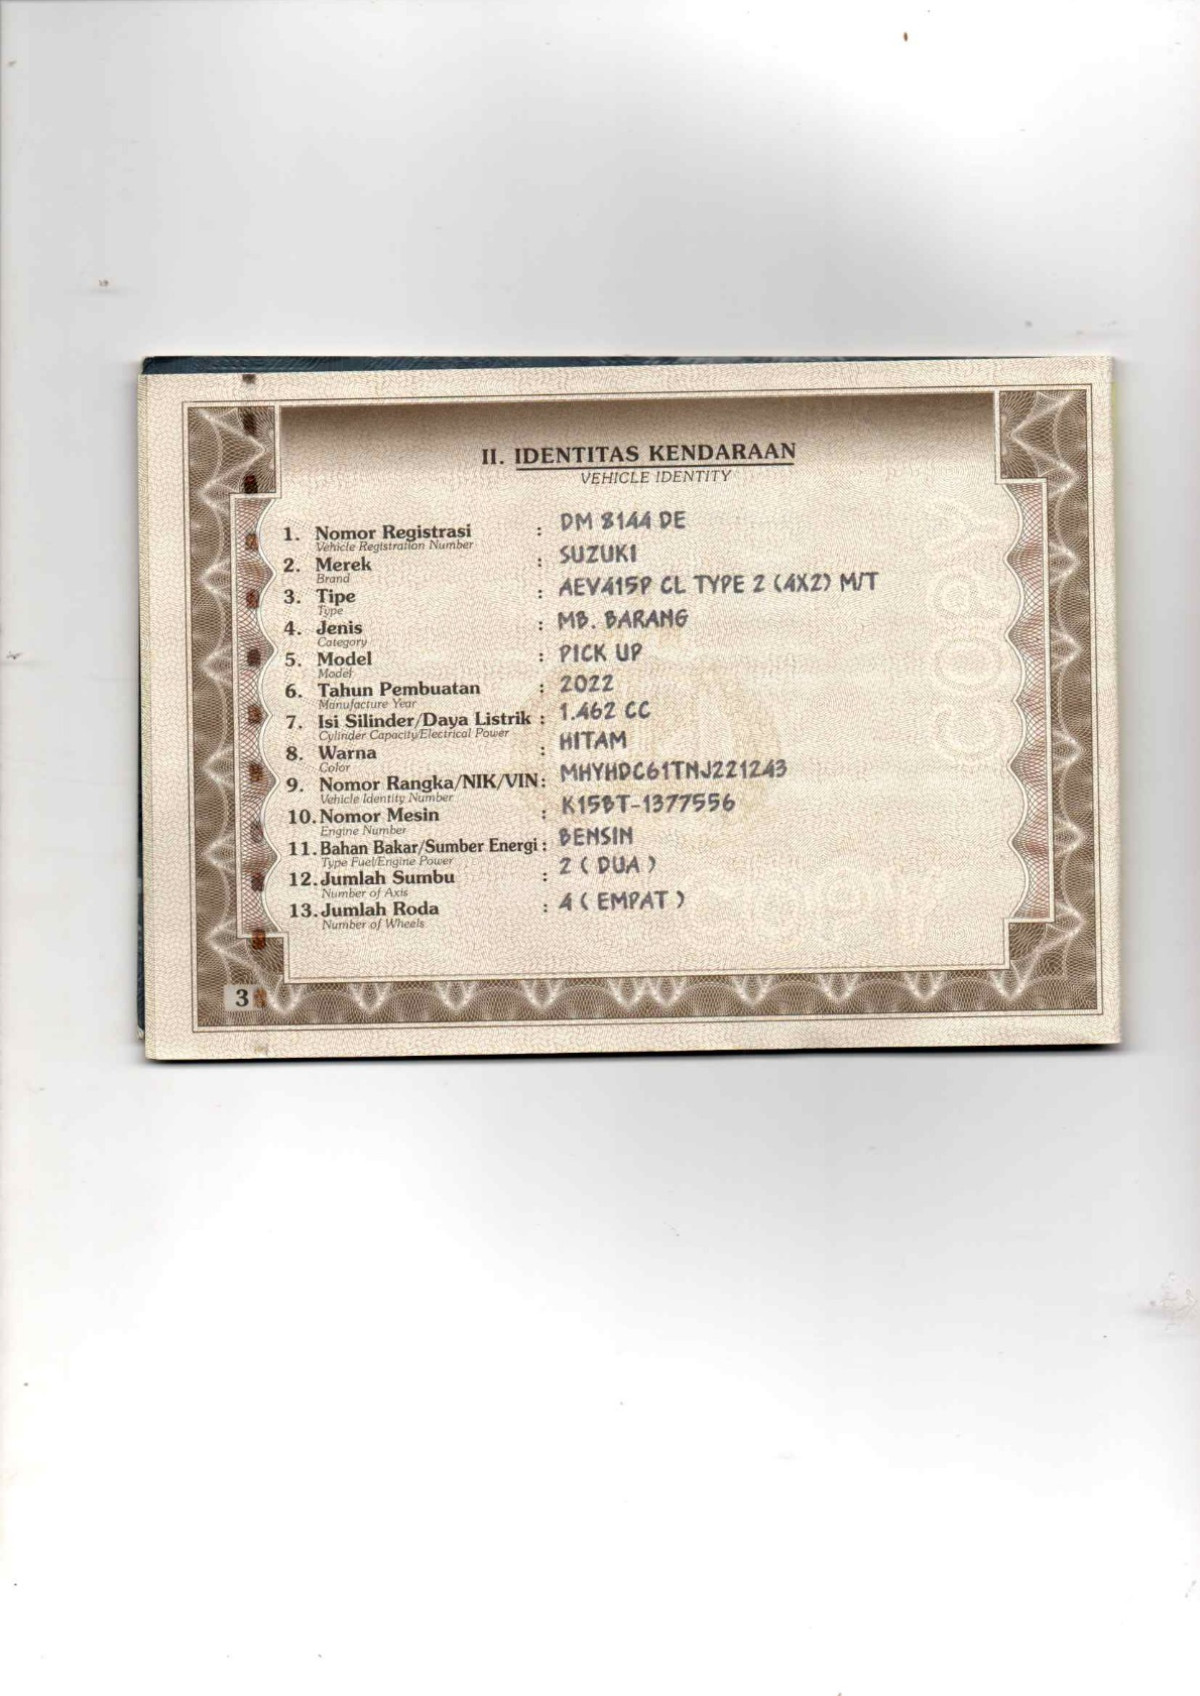 II. IDENTITAS KENDARAAN
VEHICLE IDENTITY
1. Nomor Registrasi : DM 8144 DE
Vehicle Registration Number
2. Merek : SUZUKI
Brand
3. Tipe : AEV415P CL TYPE 2 (4X2) M/T
Type
4. Jenis : MB. BARANG
Category
5. Model : PICK UP
Model
6. Tahun Pembuatan : 2022
Manufacture Year
7. Isi Silinder/Daya Listrik : 1.462 CC
Cylinder Capacity/Electrical Power
8. Warna : HITAM
Color
9. Nomor Rangka/NIK/VIN : MHYHDC61TNJ221243
Vehicle Identity Number
10. Nomor Mesin : K15BT-1377556
Engine Number
11. Bahan Bakar/Sumber Energi : BENSIN
Type Fuel/Engine Power
12. Jumlah Sumbu : 2 ( DUA )
Number of Axis
13. Jumlah Roda : 4 ( EMPAT )
Number of Wheels
3
COPY